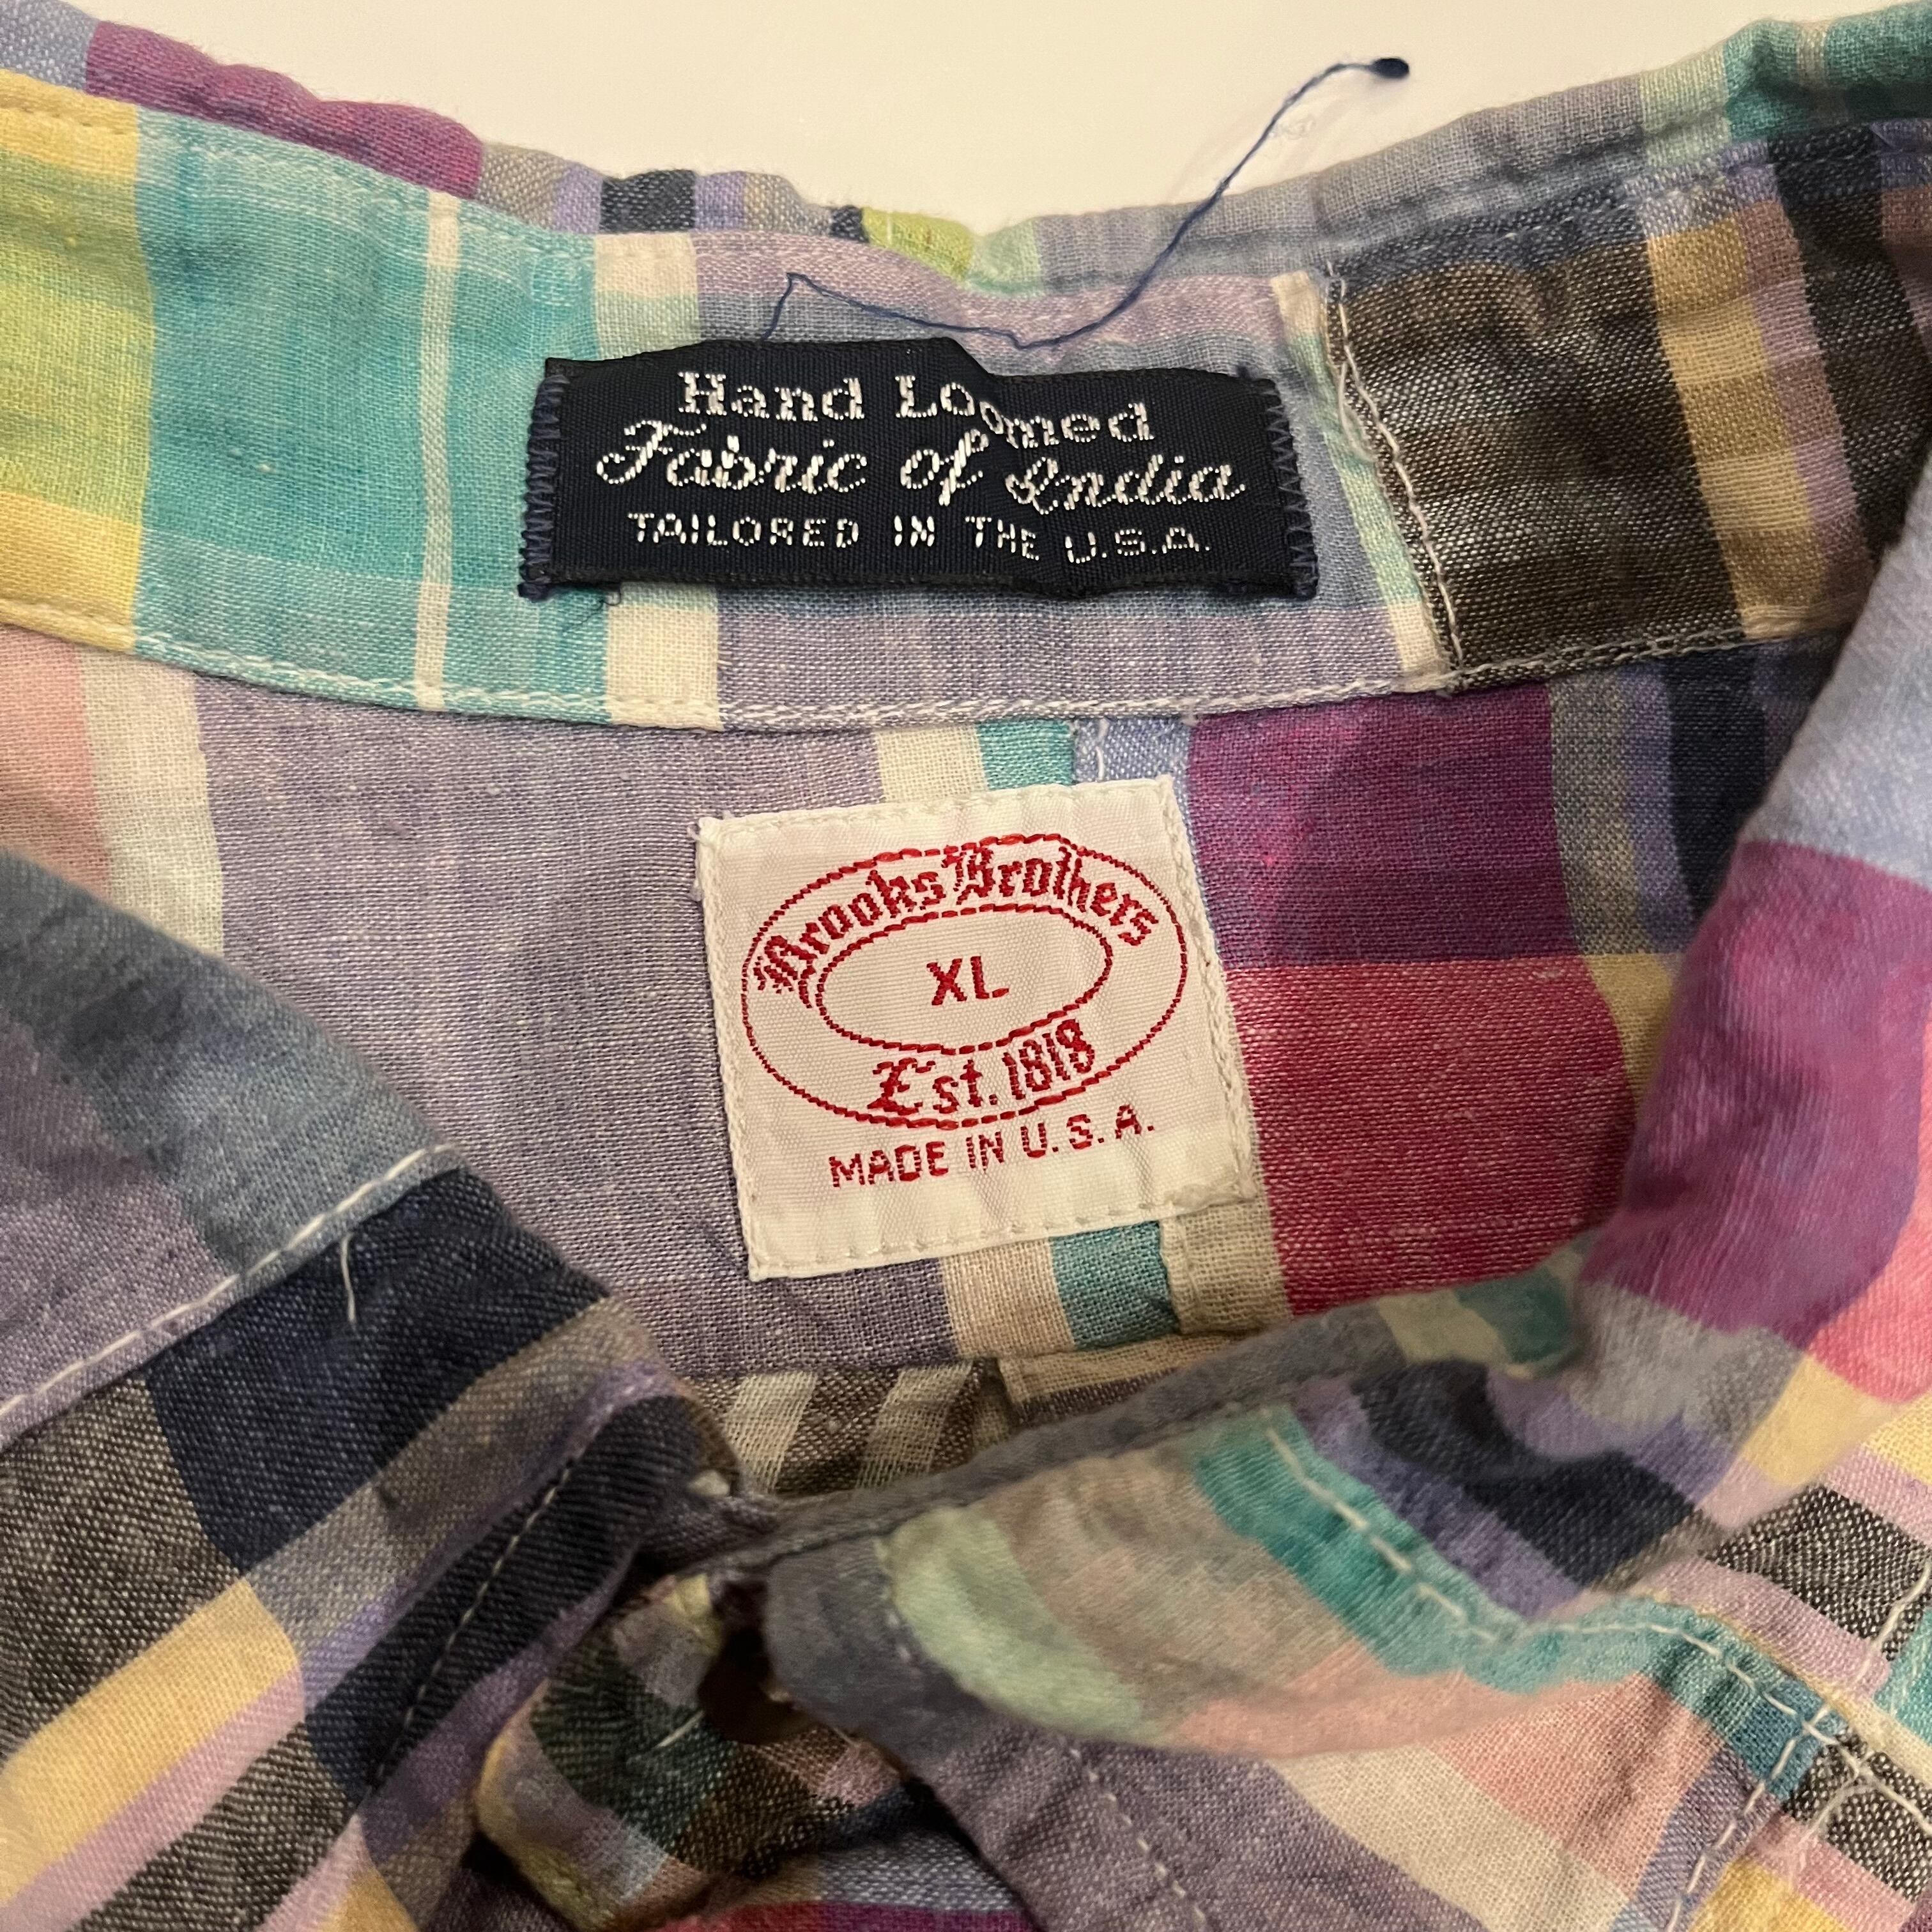 Hand Loomed
Fabric of India
TAILORED IN THE U.S.A.
Brooks Brothers
XL
Est. 1818
MADE IN U.S.A.